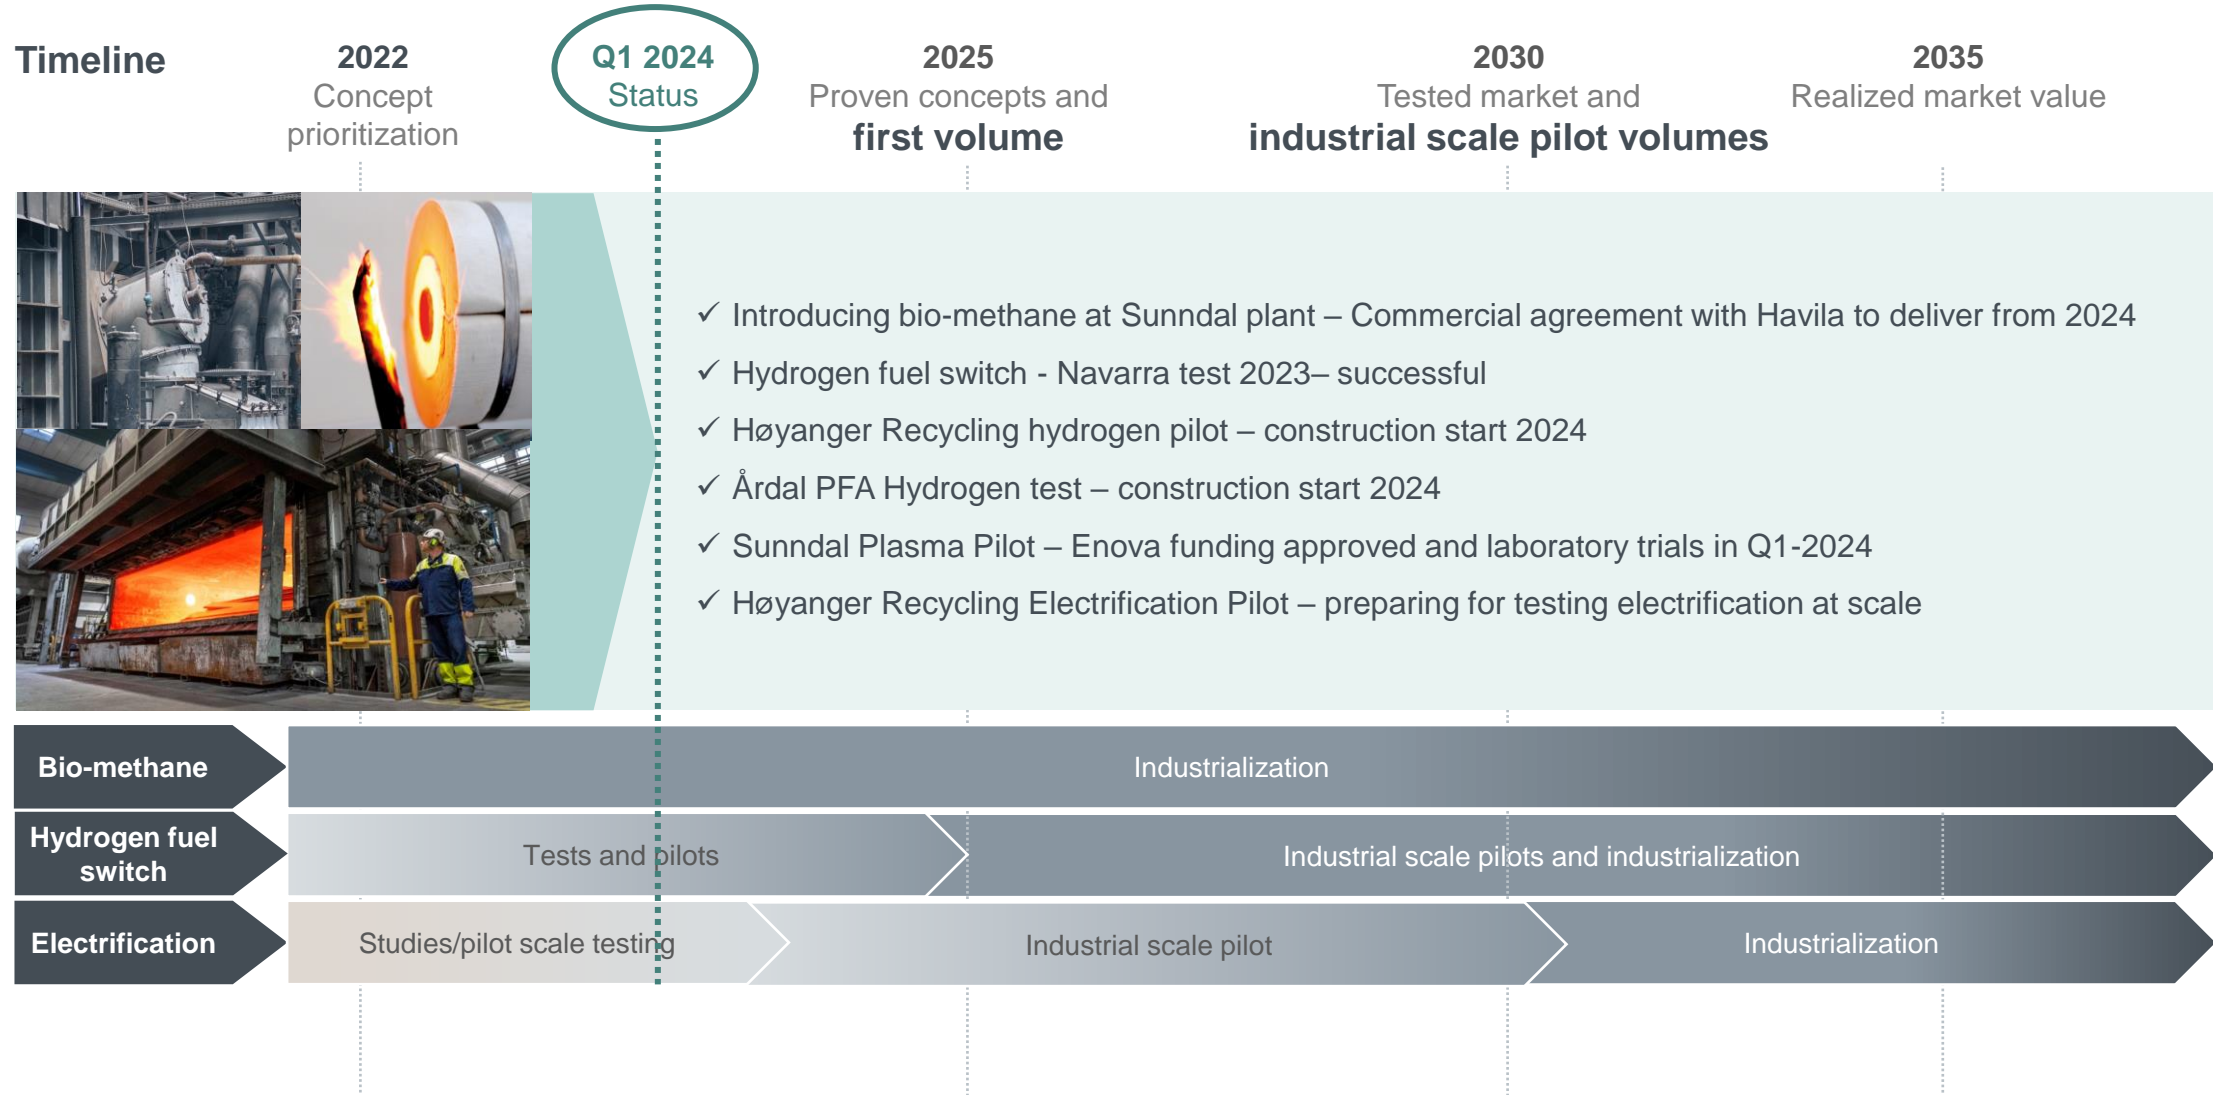 Timeline
2022
Concept
prioritization
Q1 2024
Status
2025
Proven concepts and
first volume
2030
Tested market and
industrial scale pilot volumes
2035
Realized market value
✓ Introducing bio-methane at Sunndal plant – Commercial agreement with Havila to deliver from 2024
✓ Hydrogen fuel switch - Navarra test 2023– successful
✓ Høyanger Recycling hydrogen pilot – construction start 2024
✓ Årdal PFA Hydrogen test – construction start 2024
✓ Sunndal Plasma Pilot – Enova funding approved and laboratory trials in Q1-2024
✓ Høyanger Recycling Electrification Pilot – preparing for testing electrification at scale
Bio-methane
Industrialization
Hydrogen fuel
switch
Tests and pilots
Industrial scale pilots and industrialization
Electrification
Studies/pilot scale testing
Industrial scale pilot
Industrialization